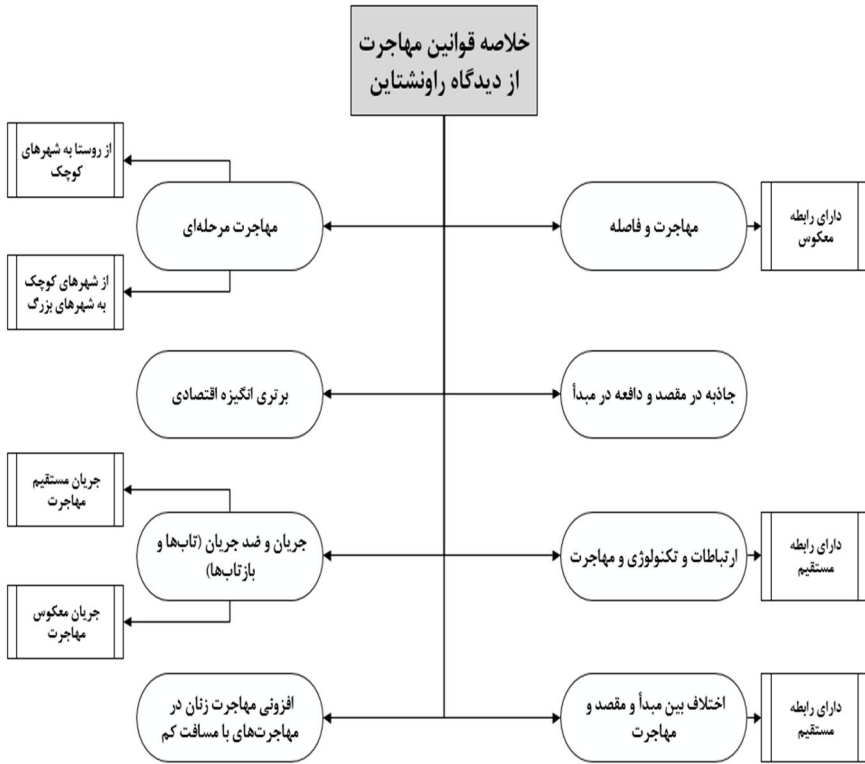 خلاصه قوانین مهاجرت
از دیدگاه راونشتاین
مهاجرت و فاصله
دارای رابطه
معکوس
مهاجرت مرحله‌ای
از روستا به شهرهای
کوچک
از شهرهای کوچک
به شهرهای بزرگ
جاذبه در مقصد و دافعه در مبدأ
برتری انگیزه اقتصادی
ارتباطات و تکنولوژی و مهاجرت
دارای رابطه
مستقیم
جریان و ضد جریان (تاب‌ها و
بازتاب‌ها)
جریان مستقیم
مهاجرت
جریان معکوس
مهاجرت
اختلاف بین مبدأ و مقصد و
مهاجرت
دارای رابطه
مستقیم
افزونی مهاجرت زنان در
مهاجرت‌های با مسافت کم